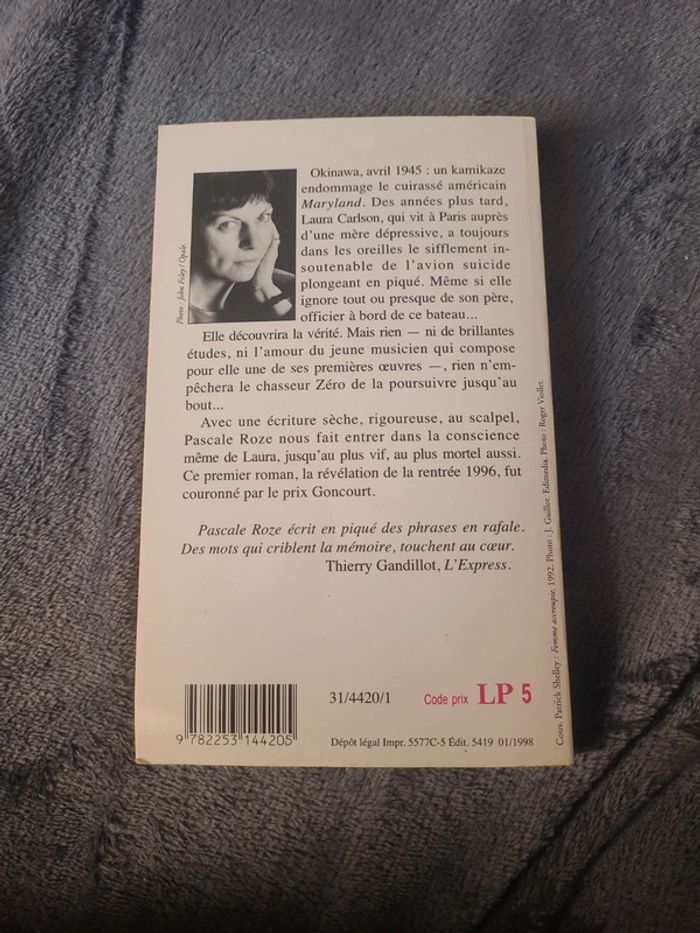 Okinawa, avril 1945 : un kamikaze
endommage le cuirassé américain
Maryland. Des années plus tard,
Laura Carlson, qui vit à Paris auprès
d'une mère dépressive, a toujours
dans les oreilles le sifflement in-
soutenable de l'avion suicide
plongeant en piqué. Même si elle
ignore tout ou presque de son père,
officier à bord de ce bateau...
Elle découvrira la vérité. Mais rien — ni de brillantes
études, ni l'amour du jeune musicien qui compose
pour elle une de ses premières œuvres —, rien n'em-
pêchera le chasseur Zéro de la poursuivre jusqu'au
bout...
Avec une écriture sèche, rigoureuse, au scalpel,
Pascale Roze nous fait entrer dans la conscience
même de Laura, jusqu'au plus vif, au plus mortel aussi.
Ce premier roman, la révélation de la rentrée 1996, fut
couronné par le prix Goncourt.
Pascale Roze écrit en piqué des phrases en rafale.
Des mots qui criblent la mémoire, touchent au cœur.
Thierry Gandillot, L'Express.
Photo : John Foley / Opale.
Couv. Patrick Shelley : Femme accroupie, 1992. Photo : J. Guillot. Edimedia. Photo : Roger Viollet.
31/4420/1
Code prix LP 5
9 782253 144205
Dépôt légal Impr. 5577C-5 Édit. 5419 01/1998